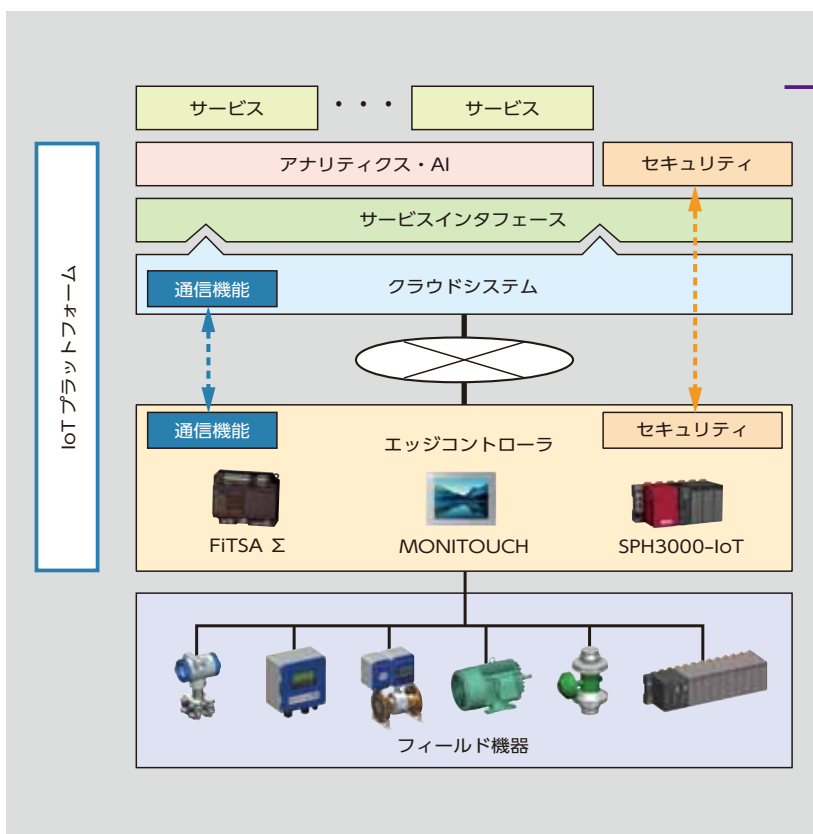 サービス ・・・ サービス
アナリティクス・AI
セキュリティ
サービスインタフェース
通信機能
クラウドシステム
IoT プラットフォーム
通信機能
エッジコントローラ
セキュリティ
FiTSA Σ
MONITOUCH
SPH3000-IoT
フィールド機器